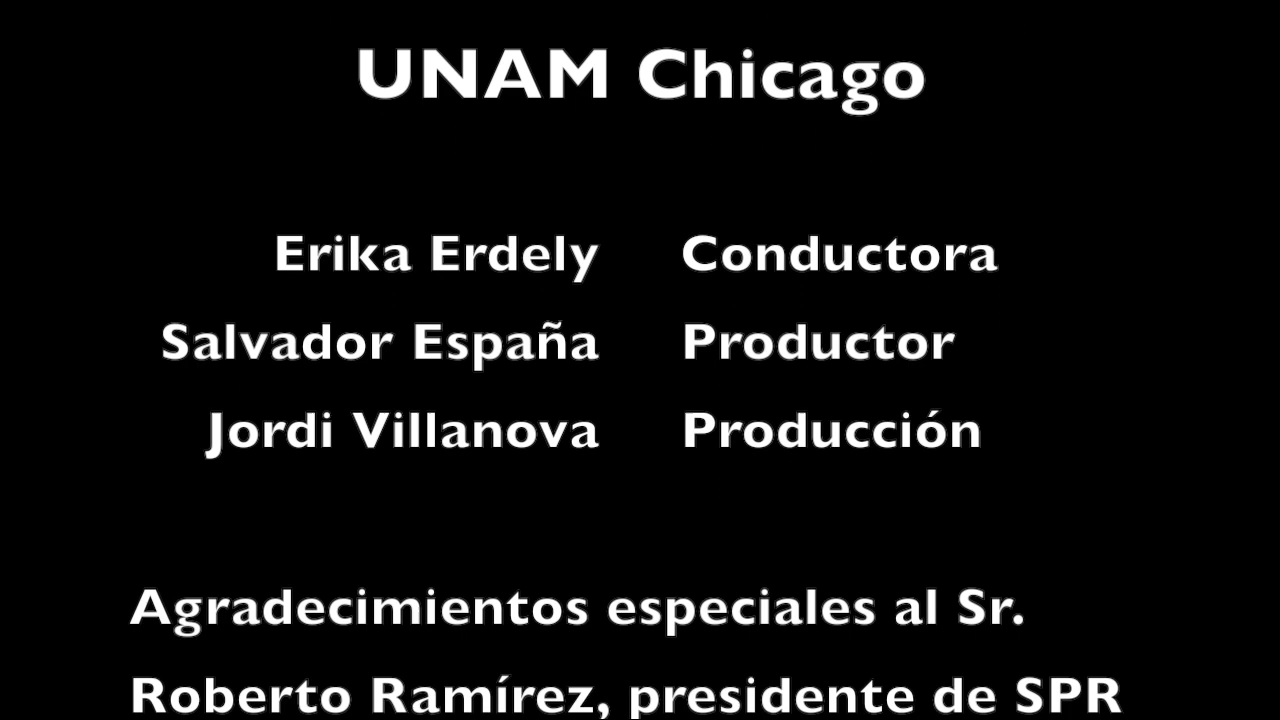 UNAM Chicago
Erika Erdely Conductora
Salvador España Productor
Jordi Villanova Producción
Agradecimientos especiales al Sr.
Roberto Ramírez, presidente de SPR